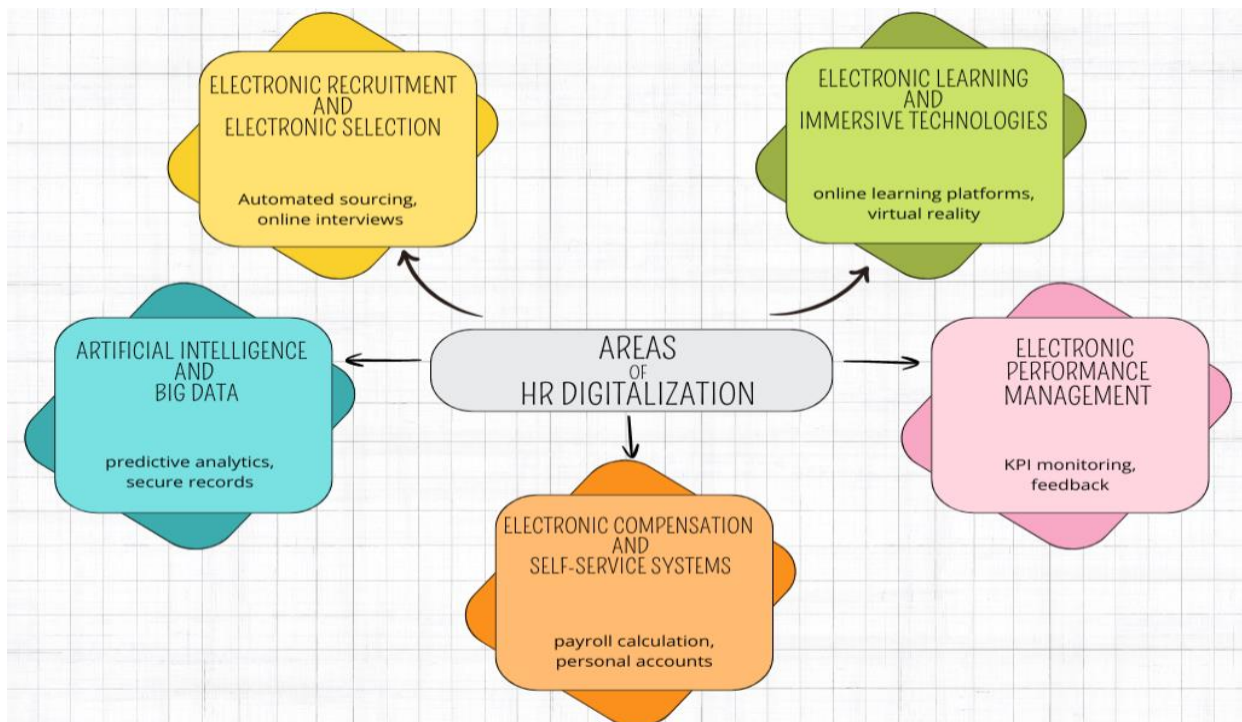 ELECTRONIC RECRUITMENT
AND
ELECTRONIC SELECTION
Automated sourcing,
online interviews
ELECTRONIC LEARNING
AND
IMMERSIVE TECHNOLOGIES
online learning platforms,
virtual reality
AREAS
OF
HR DIGITALIZATION
ARTIFICIAL INTELLIGENCE
AND
BIG DATA
predictive analytics,
secure records
ELECTRONIC
PERFORMANCE
MANAGEMENT
KPI monitoring,
feedback
ELECTRONIC COMPENSATION
AND
SELF-SERVICE SYSTEMS
payroll calculation,
personal accounts